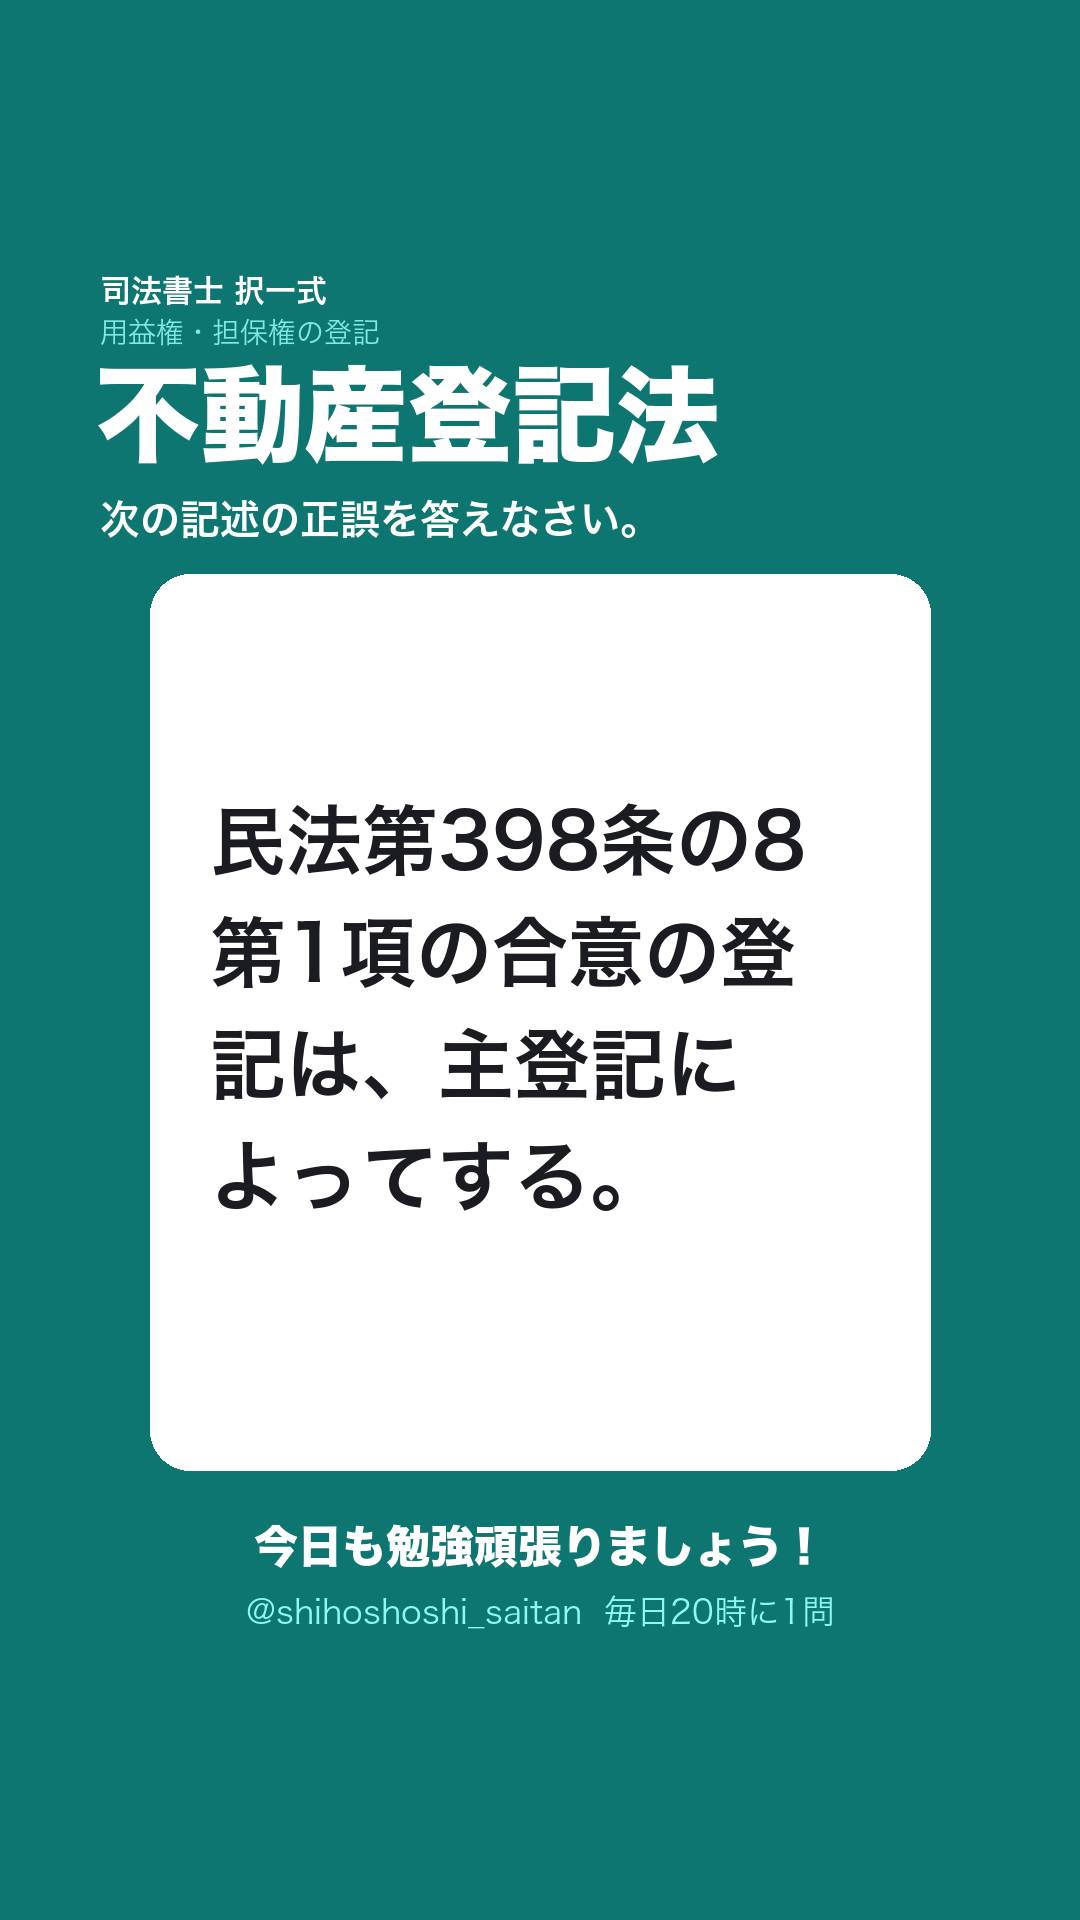 司法書士 択一式
用益権・担保権の登記
不動産登記法
次の記述の正誤を答えなさい。
民法第398条の8
第1項の合意の登
記は、主登記に
よってする。
今日も勉強頑張りましょう！
@shihoshoshi_saitan 毎日20時に1問